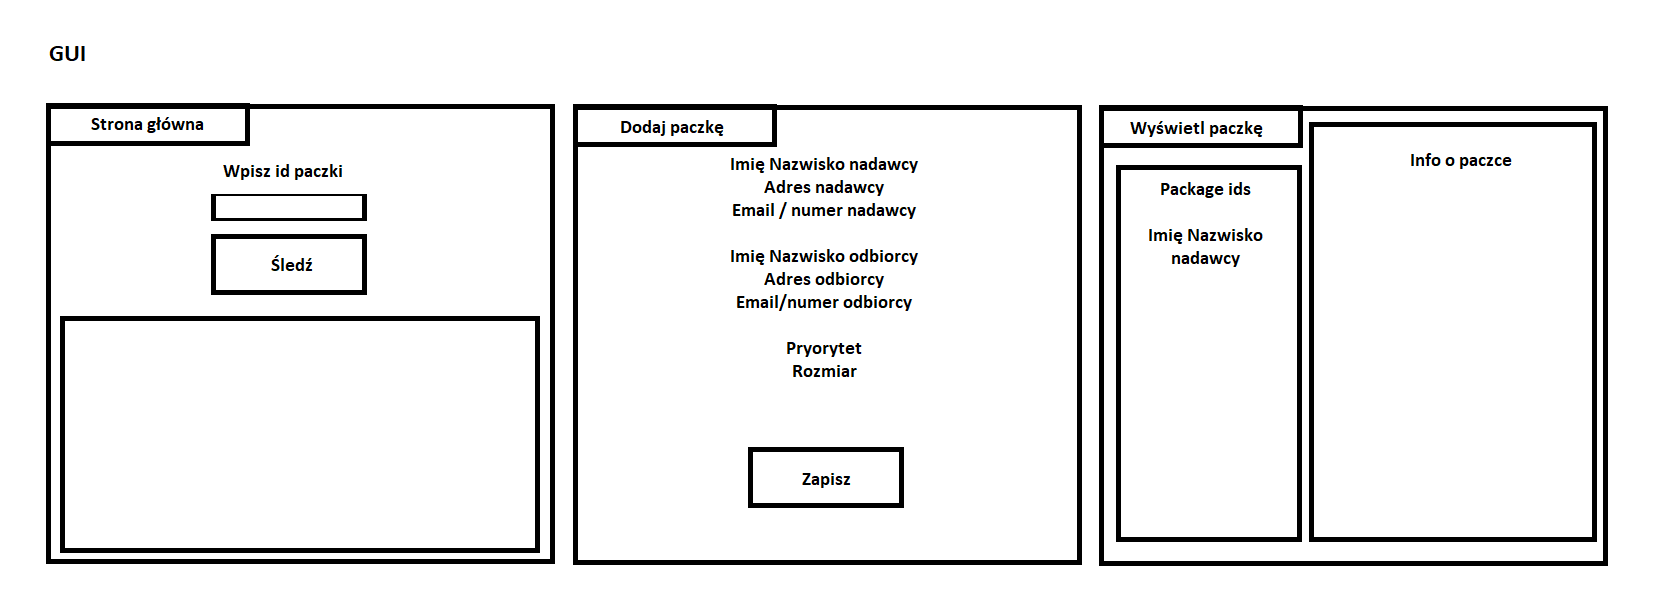 GUI
Strona główna
Wpisz id paczki
Śledź
Dodaj paczkę
Imię Nazwisko nadawcy
Adres nadawcy
Email / numer nadawcy
Imię Nazwisko odbiorcy
Adres odbiorcy
Email/numer odbiorcy
Pryorytet
Rozmiar
Zapisz
Wyświetl paczkę
Package ids
Imię Nazwisko
nadawcy
Info o paczce